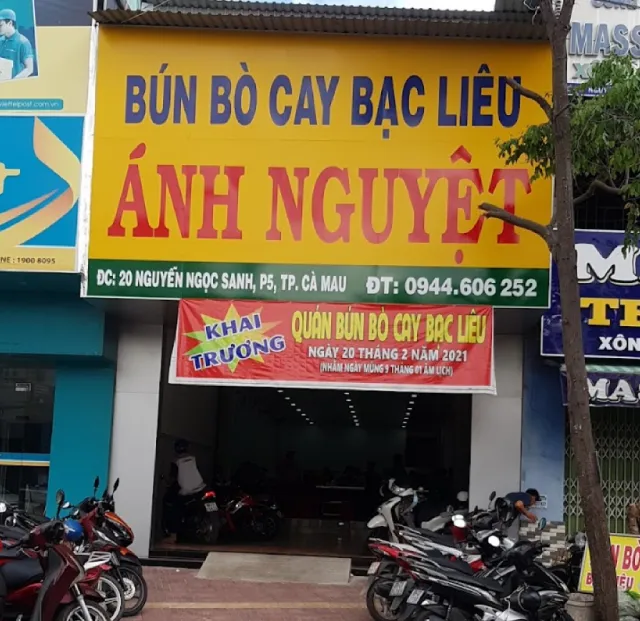 BÚN BÒ CAY BẠC LIÊU
ÁNH NGUYỆT
ĐC: 20 NGUYỄN NGỌC SANH, P5, TP. CÀ MAU ĐT: 0944.606 252
KHAI TRƯƠNG
QUÁN BÚN BÒ CAY BẠC LIÊU
NGÀY 20 THÁNG 2 NĂM 2021
(NHẰM NGÀY MÙNG 9 THÁNG 01 ÂM LỊCH)
1900 8095
MASS
XÔN
MA